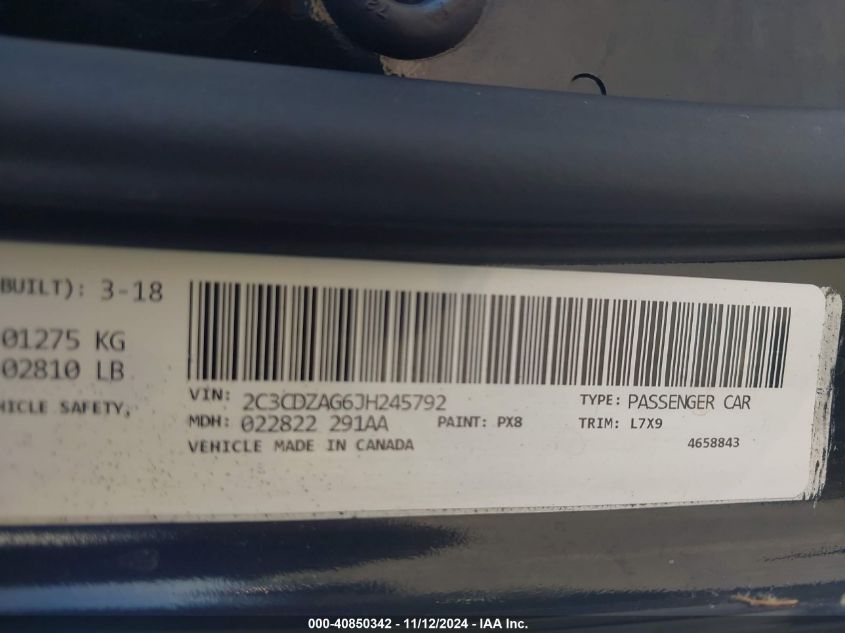 BUILT): 3-18
01275 KG
02810 LB
HICLE SAFETY,
VIN: 2C3CDZAG6JH245792 TYPE: PASSENGER CAR
MDH: 022822 291AA PAINT: PX8 TRIM: L7X9
VEHICLE MADE IN CANADA 4658843
000-40850342 - 11/12/2024 - IAA Inc.